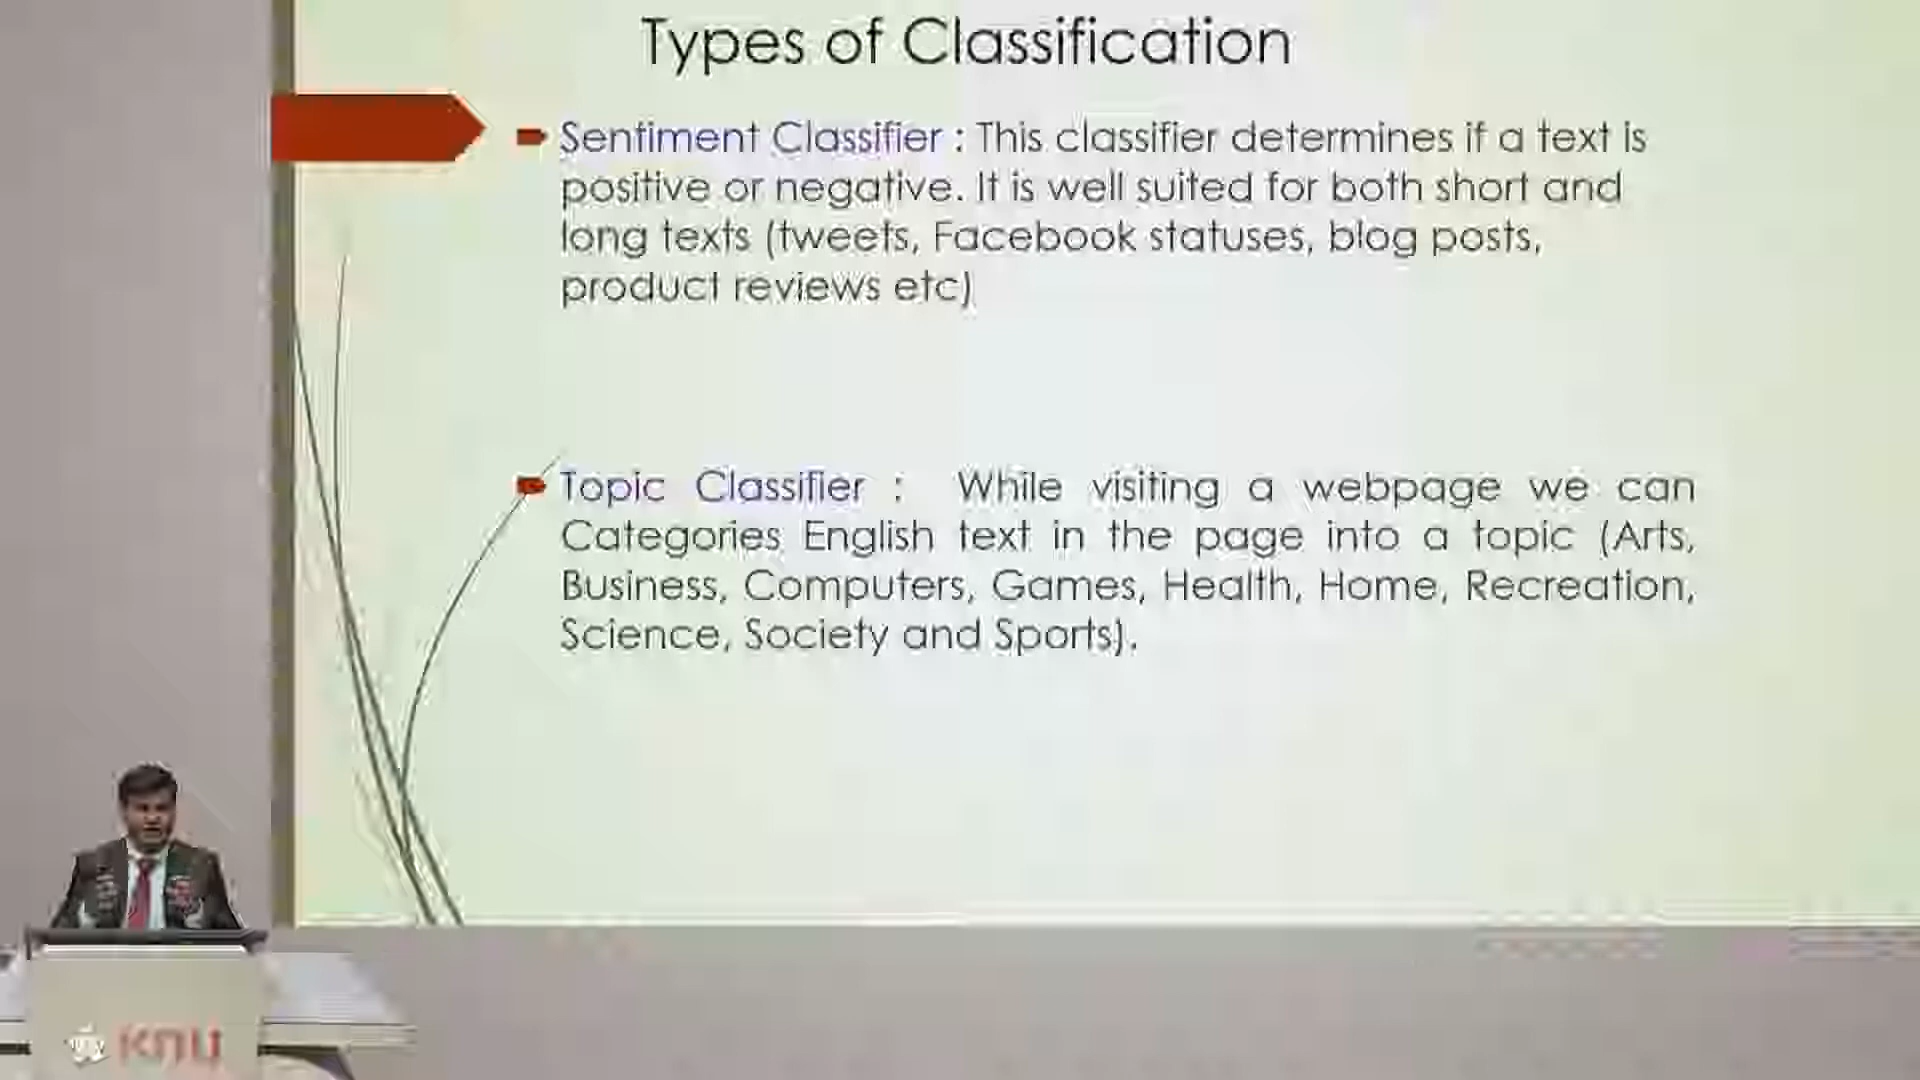 Types of Classification
Sentiment Classifier : This classifier determines if a text is
positive or negative. It is well suited for both short and
long texts (tweets, Facebook statuses, blog posts,
product reviews etc)
Topic Classifier : While visiting a webpage we can
Categories English text in the page into a topic (Arts,
Business, Computers, Games, Health, Home, Recreation,
Science, Society and Sports).
KNU